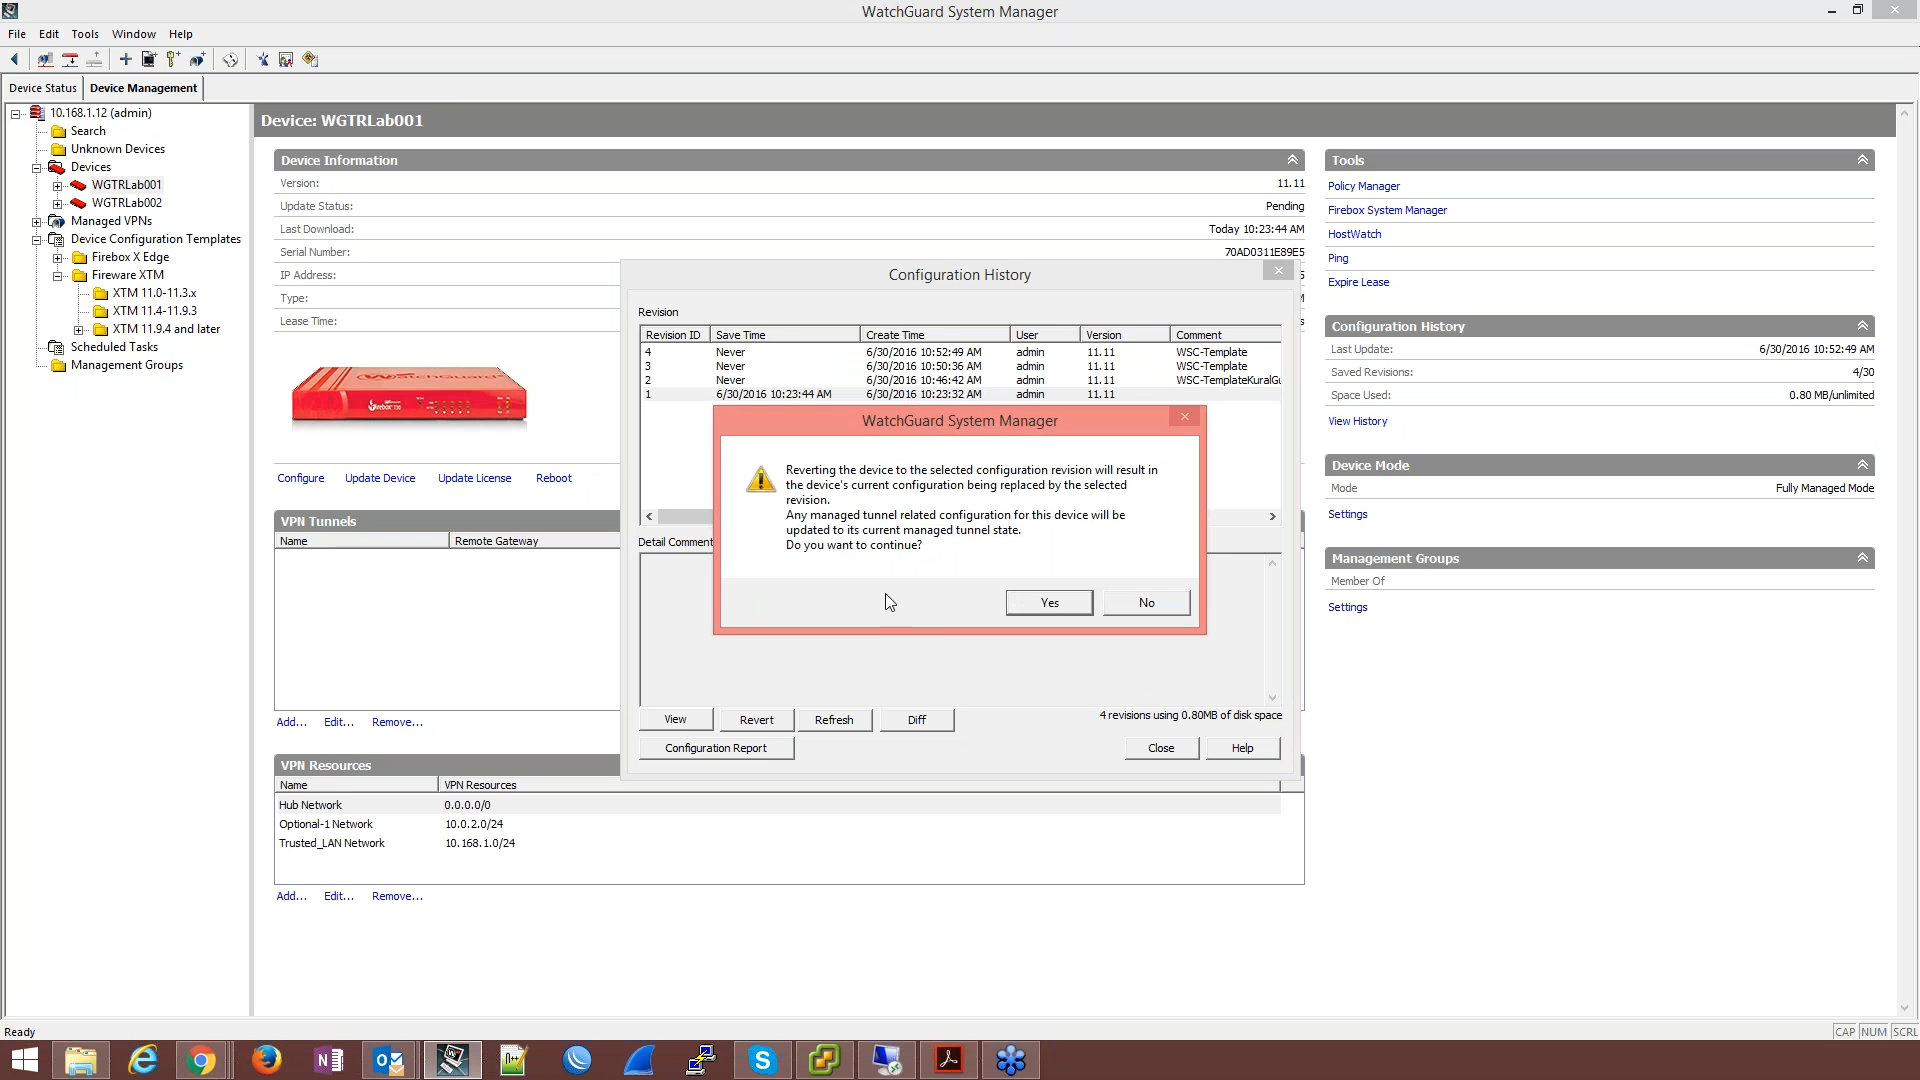 WatchGuard System Manager
File Edit Tools Window Help
Device Status Device Management
10.168.1.12 (admin)
Search
Unknown Devices
Devices
WGTRLab001
WGTRLab002
Managed VPNs
Device Configuration Templates
Firebox X Edge
Fireware XTM
XTM 11.0-11.3.x
XTM 11.4-11.9.3
XTM 11.9.4 and later
Scheduled Tasks
Management Groups
Device: WGTRLab001
Device Information
Version: 11.11
Update Status: Pending
Last Download: Today 10:23:44 AM
Serial Number: 70AD0311E89E5
IP Address:
Type:
Lease Time:
WatchGuard
Firebox T30
Configure Update Device Update License Reboot
VPN Tunnels
Name Remote Gateway
Add... Edit... Remove...
VPN Resources
Name VPN Resources
Hub Network 0.0.0.0/0
Optional-1 Network 10.0.2.0/24
Trusted_LAN Network 10.168.1.0/24
Add... Edit... Remove...
Configuration History
Revision
Revision ID Save Time Create Time User Version Comment
4 Never 6/30/2016 10:52:49 AM admin 11.11 WSC-Template
3 Never 6/30/2016 10:50:36 AM admin 11.11 WSC-Template
2 Never 6/30/2016 10:46:42 AM admin 11.11 WSC-TemplateKuralGu
1 6/30/2016 10:23:44 AM 6/30/2016 10:23:32 AM admin 11.11
Detail Comment
WatchGuard System Manager
Reverting the device to the selected configuration revision will result in
the device's current configuration being replaced by the selected
revision.
Any managed tunnel related configuration for this device will be
updated to its current managed tunnel state.
Do you want to continue?
Yes No
View Revert Refresh Diff 4 revisions using 0.80MB of disk space
Configuration Report Close Help
Tools
Policy Manager
Firebox System Manager
HostWatch
Ping
Expire Lease
Configuration History
Last Update: 6/30/2016 10:52:49 AM
Saved Revisions: 4/30
Space Used: 0.80 MB/unlimited
View History
Device Mode
Mode Fully Managed Mode
Settings
Management Groups
Member Of
Settings
Ready CAP NUM SCRL